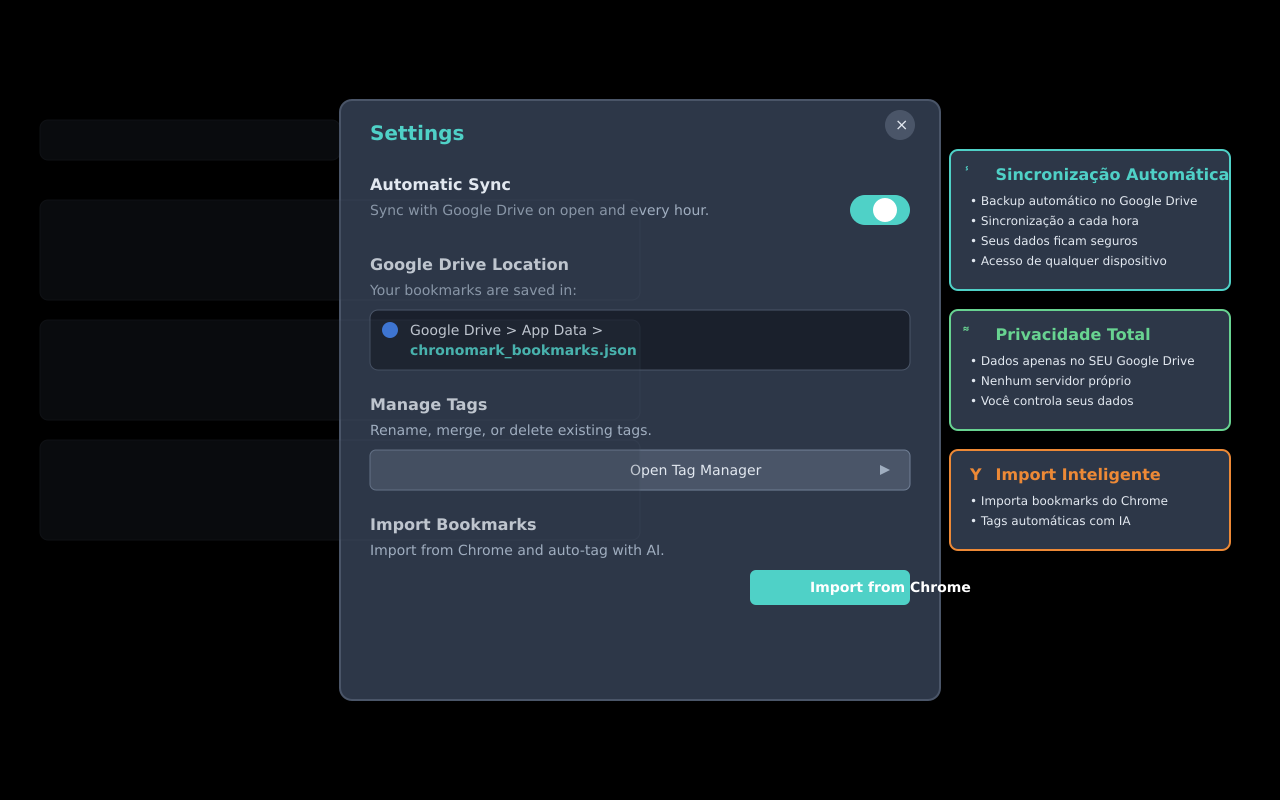 Settings
×
Automatic Sync
Sync with Google Drive on open and every hour.
Google Drive Location
Your bookmarks are saved in:
Google Drive > App Data >
chronomark_bookmarks.json
Manage Tags
Rename, merge, or delete existing tags.
Open Tag Manager
Import Bookmarks
Import from Chrome and auto-tag with AI.
Import from Chrome
Sincronização Automática
• Backup automático no Google Drive
• Sincronização a cada hora
• Seus dados ficam seguros
• Acesso de qualquer dispositivo
≈ Privacidade Total
• Dados apenas no SEU Google Drive
• Nenhum servidor próprio
• Você controla seus dados
Y Import Inteligente
• Importa bookmarks do Chrome
• Tags automáticas com IA